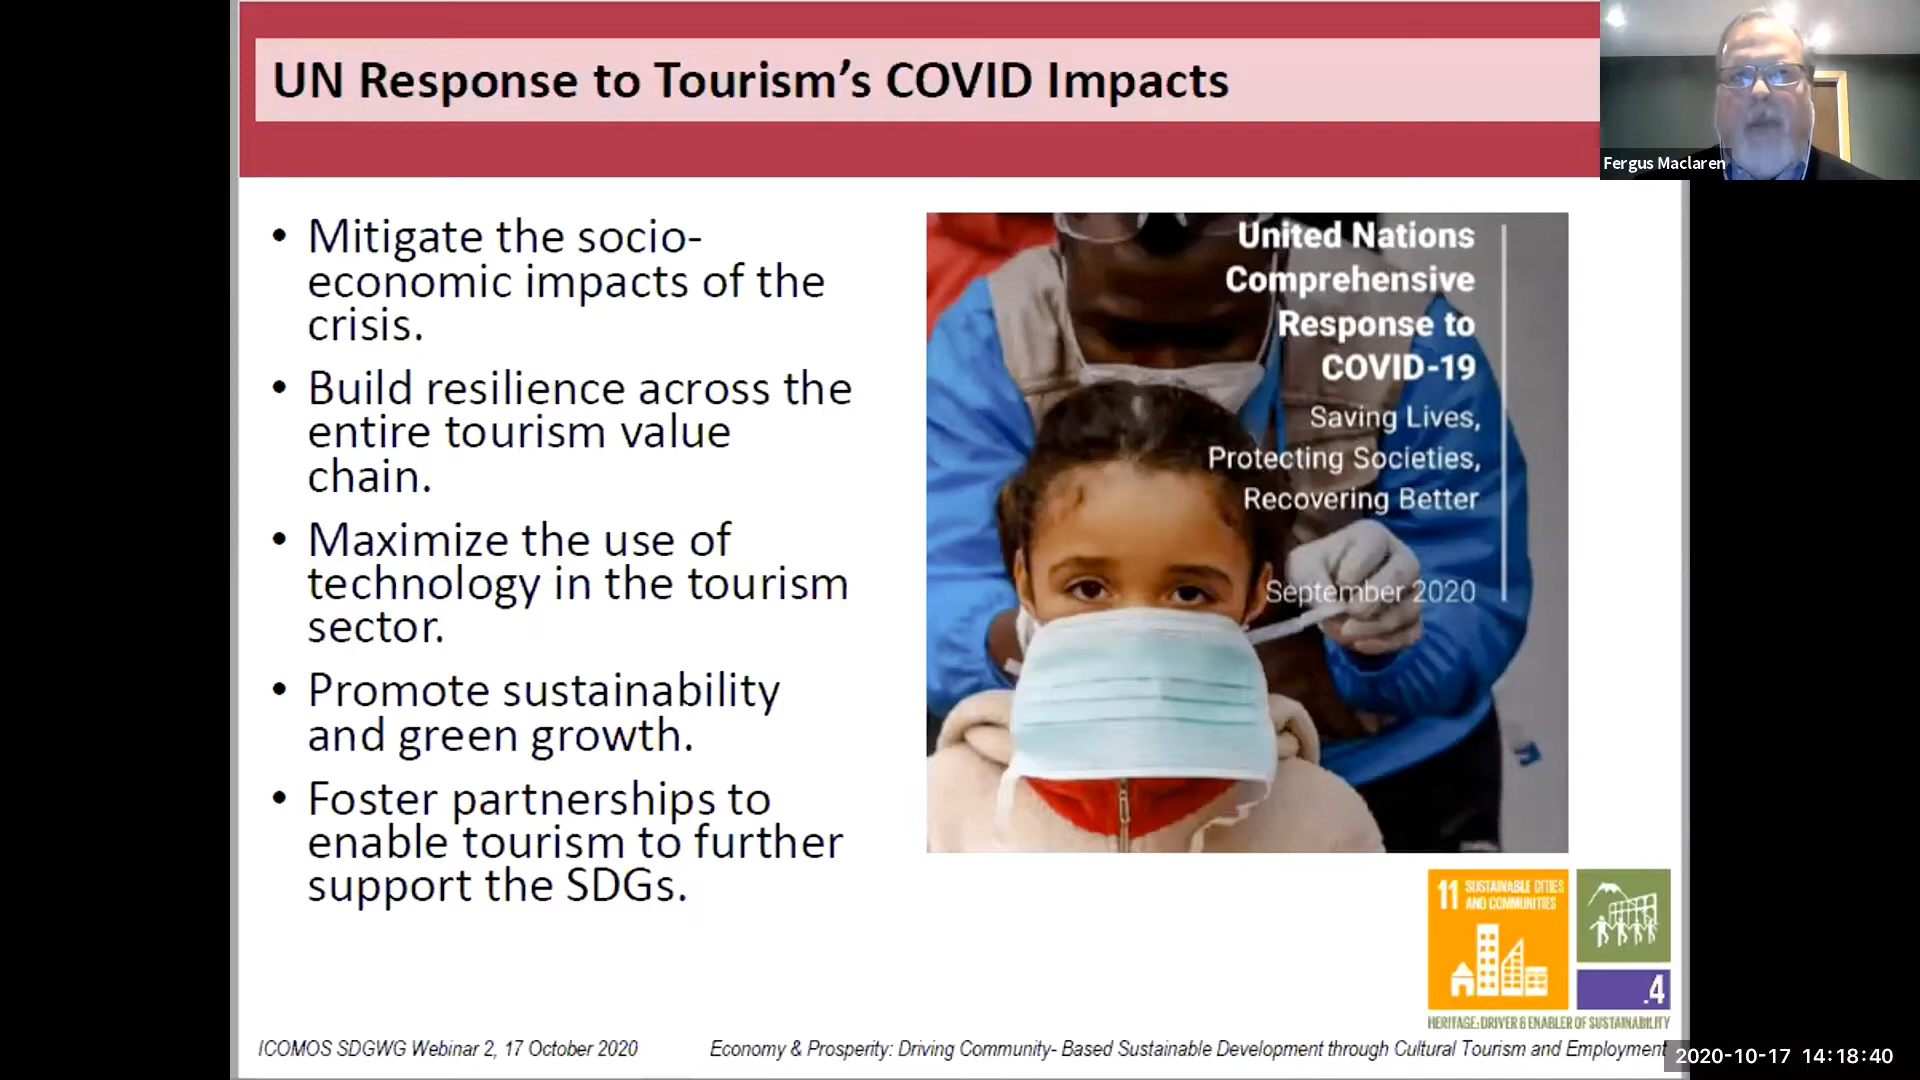 UN Response to Tourism's COVID Impacts
Fergus Maclaren
• Mitigate the socio-
economic impacts of the
crisis.
• Build resilience across the
entire tourism value
chain.
• Maximize the use of
technology in the tourism
sector.
• Promote sustainability
and green growth.
• Foster partnerships to
enable tourism to further
support the SDGs.
United Nations
Comprehensive
Response to
COVID-19
Saving Lives,
Protecting Societies,
Recovering Better
September 2020
11 SUSTAINABLE CITIES
AND COMMUNITIES
.4
HERITAGE: DRIVER & ENABLER OF SUSTAINABILITY
ICOMOS SDGWG Webinar 2, 17 October 2020
Economy & Prosperity: Driving Community- Based Sustainable Development through Cultural Tourism and Employment
2020-10-17 14:18:40